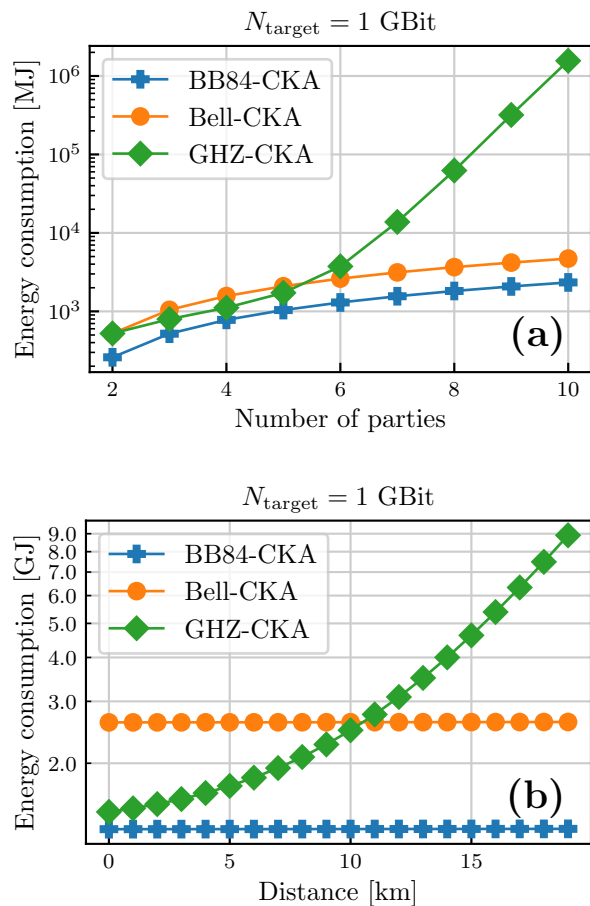 N_target = 1 GBit
Energy consumption [MJ]
10^6
10^5
10^4
10^3
BB84-CKA
Bell-CKA
GHZ-CKA
(a)
2 4 6 8 10
Number of parties
N_target = 1 GBit
Energy consumption [GJ]
9.0
8.0
7.0
6.0
5.0
4.0
3.0
2.0
BB84-CKA
Bell-CKA
GHZ-CKA
(b)
0 5 10 15
Distance [km]